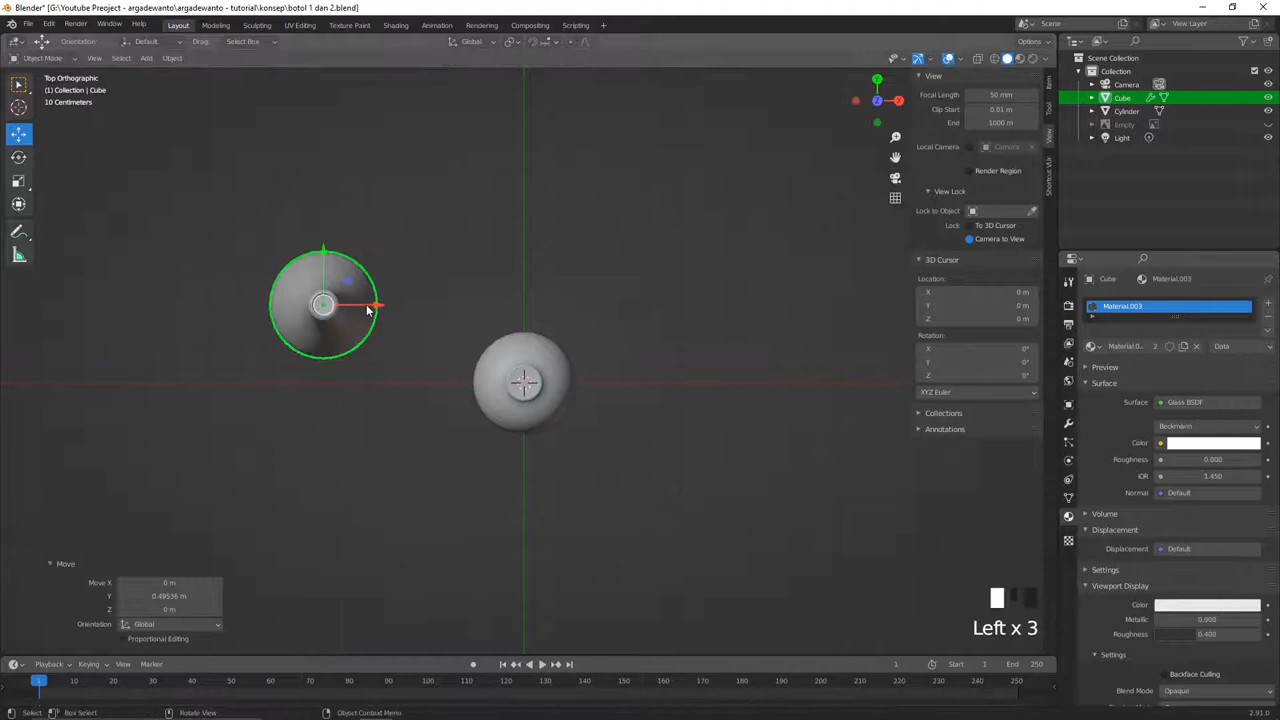 Blender* [G:\Youtube Preoject - argadewanto\argadewanto - tutorial\konsep\botol 1 dan 2.blend]
File Edit Render Window Help Layout Modeling Sculpting UV Editing Texture Paint Shading Animation Rendering Compositing Scripting + Scene View Layer
Orientation: Default Drag: Select Box Global Options
Object Mode View Select Add Object
Top Orthographic
(1) Collection | Cube
10 Centimeters
Y
X
Z
View
Focal Length 50 mm
Clip Start 0.01 m
End 1000 m
Local Camera Camera
Render Region
View Lock
Lock to Object
Lock To 3D Cursor
Camera to View
3D Cursor
Location:
X 0 m
Y 0 m
Z 0 m
Rotation:
X 0°
Y 0°
Z 0°
XYZ Euler
Collections
Annotations
Item
Tool
View
Shortcut VUr
Scene Collection
Collection
Camera
Cube
Cylinder
Empty
Light
Cube Material.003
Material.003
Material.0... 2 Data
Preview
Surface
Surface Glass BSDF
Beckmann
Color
Roughness 0.000
IOR 1.450
Normal Default
Volume
Displacement
Displacement Default
Settings
Viewport Display
Color
Metallic 0.000
Roughness 0.400
Settings
Backface Culling
Blend Mode Opaque
Move
Move X 0 m
Y 0.49536 m
Z 0 m
Orientation Global
Proportional Editing
Left x 3
Playback Keying View Marker 1 Start 1 End 250
1 10 20 30 40 50 60 70 80 90 100 110 120 130 140 150 160 170 180 190 200 210 220 230 240 250
Select Box Select Rotate View Object Context Menu 2.91.0